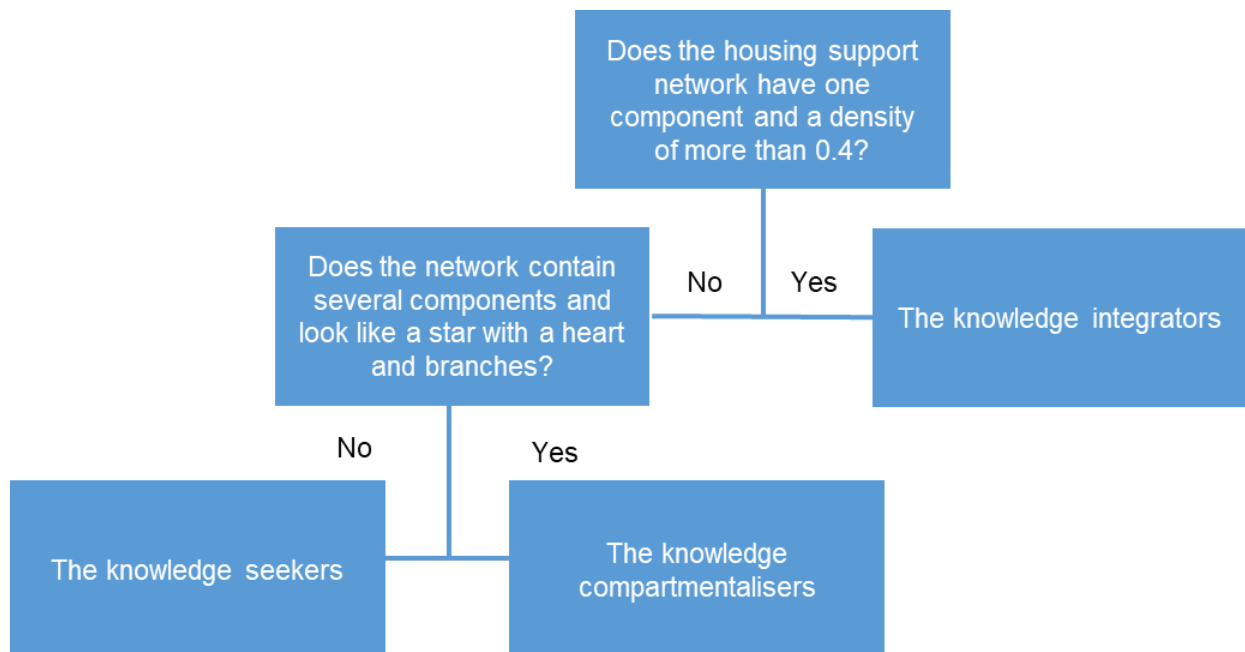 Does the housing support
network have one
component and a density
of more than 0.4?
Does the network contain
several components and
look like a star with a heart
and branches?
No
Yes
The knowledge integrators
No
Yes
The knowledge seekers
The knowledge
compartmentalisers